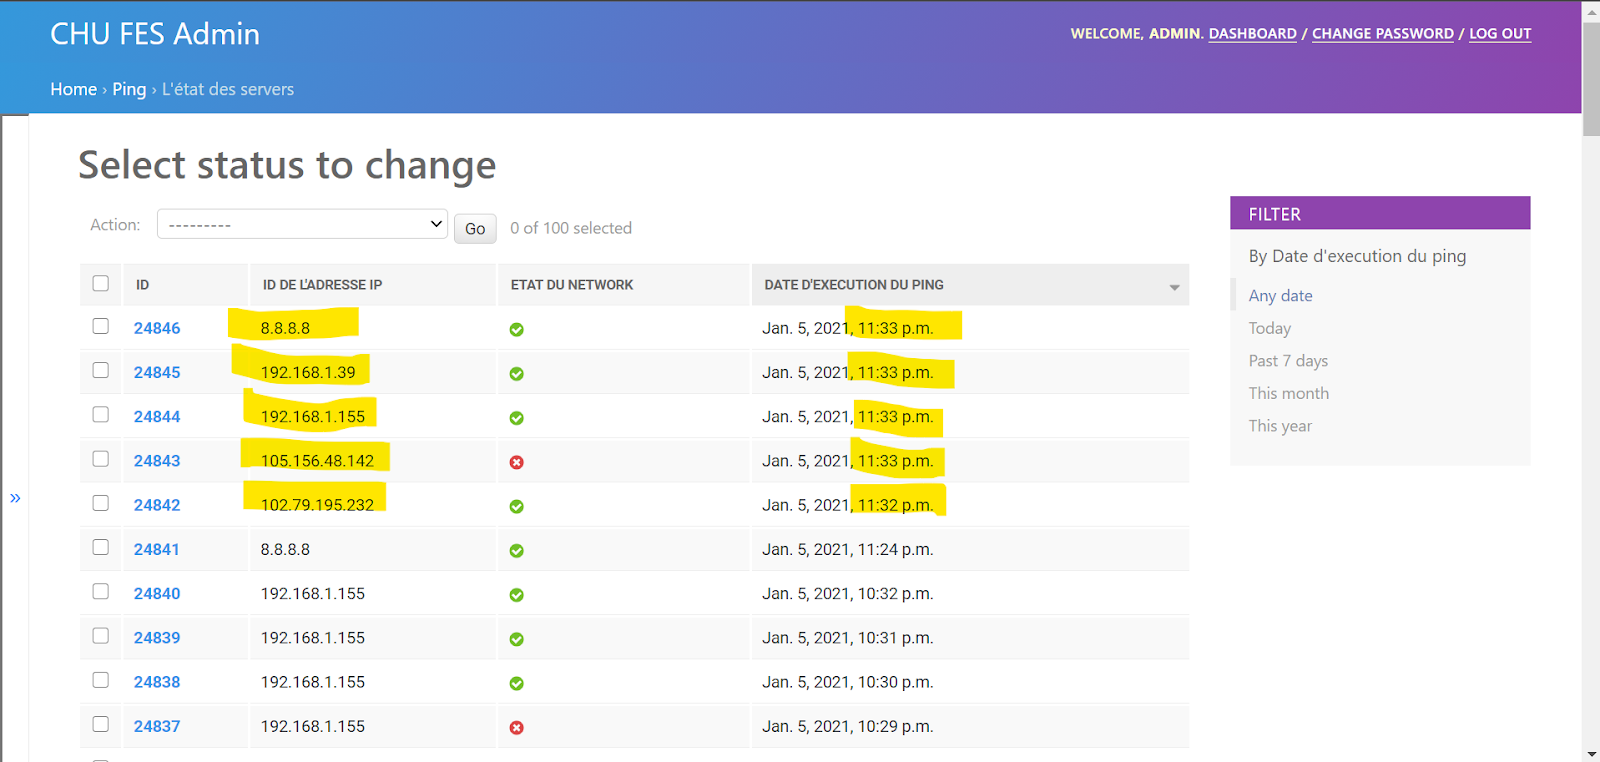 CHU FES Admin
WELCOME, ADMIN. DASHBOARD / CHANGE PASSWORD / LOG OUT
Home › Ping › L'état des servers
Select status to change
Action: --------- Go 0 of 100 selected
ID ID DE L'ADRESSE IP ETAT DU NETWORK DATE D'EXECUTION DU PING
24846 8.8.8.8 Jan. 5, 2021, 11:33 p.m.
24845 192.168.1.39 Jan. 5, 2021, 11:33 p.m.
24844 192.168.1.155 Jan. 5, 2021, 11:33 p.m.
24843 105.156.48.142 Jan. 5, 2021, 11:33 p.m.
24842 102.79.195.232 Jan. 5, 2021, 11:32 p.m.
24841 8.8.8.8 Jan. 5, 2021, 11:24 p.m.
24840 192.168.1.155 Jan. 5, 2021, 10:32 p.m.
24839 192.168.1.155 Jan. 5, 2021, 10:31 p.m.
24838 192.168.1.155 Jan. 5, 2021, 10:30 p.m.
24837 192.168.1.155 Jan. 5, 2021, 10:29 p.m.
FILTER
By Date d'execution du ping
Any date
Today
Past 7 days
This month
This year
»